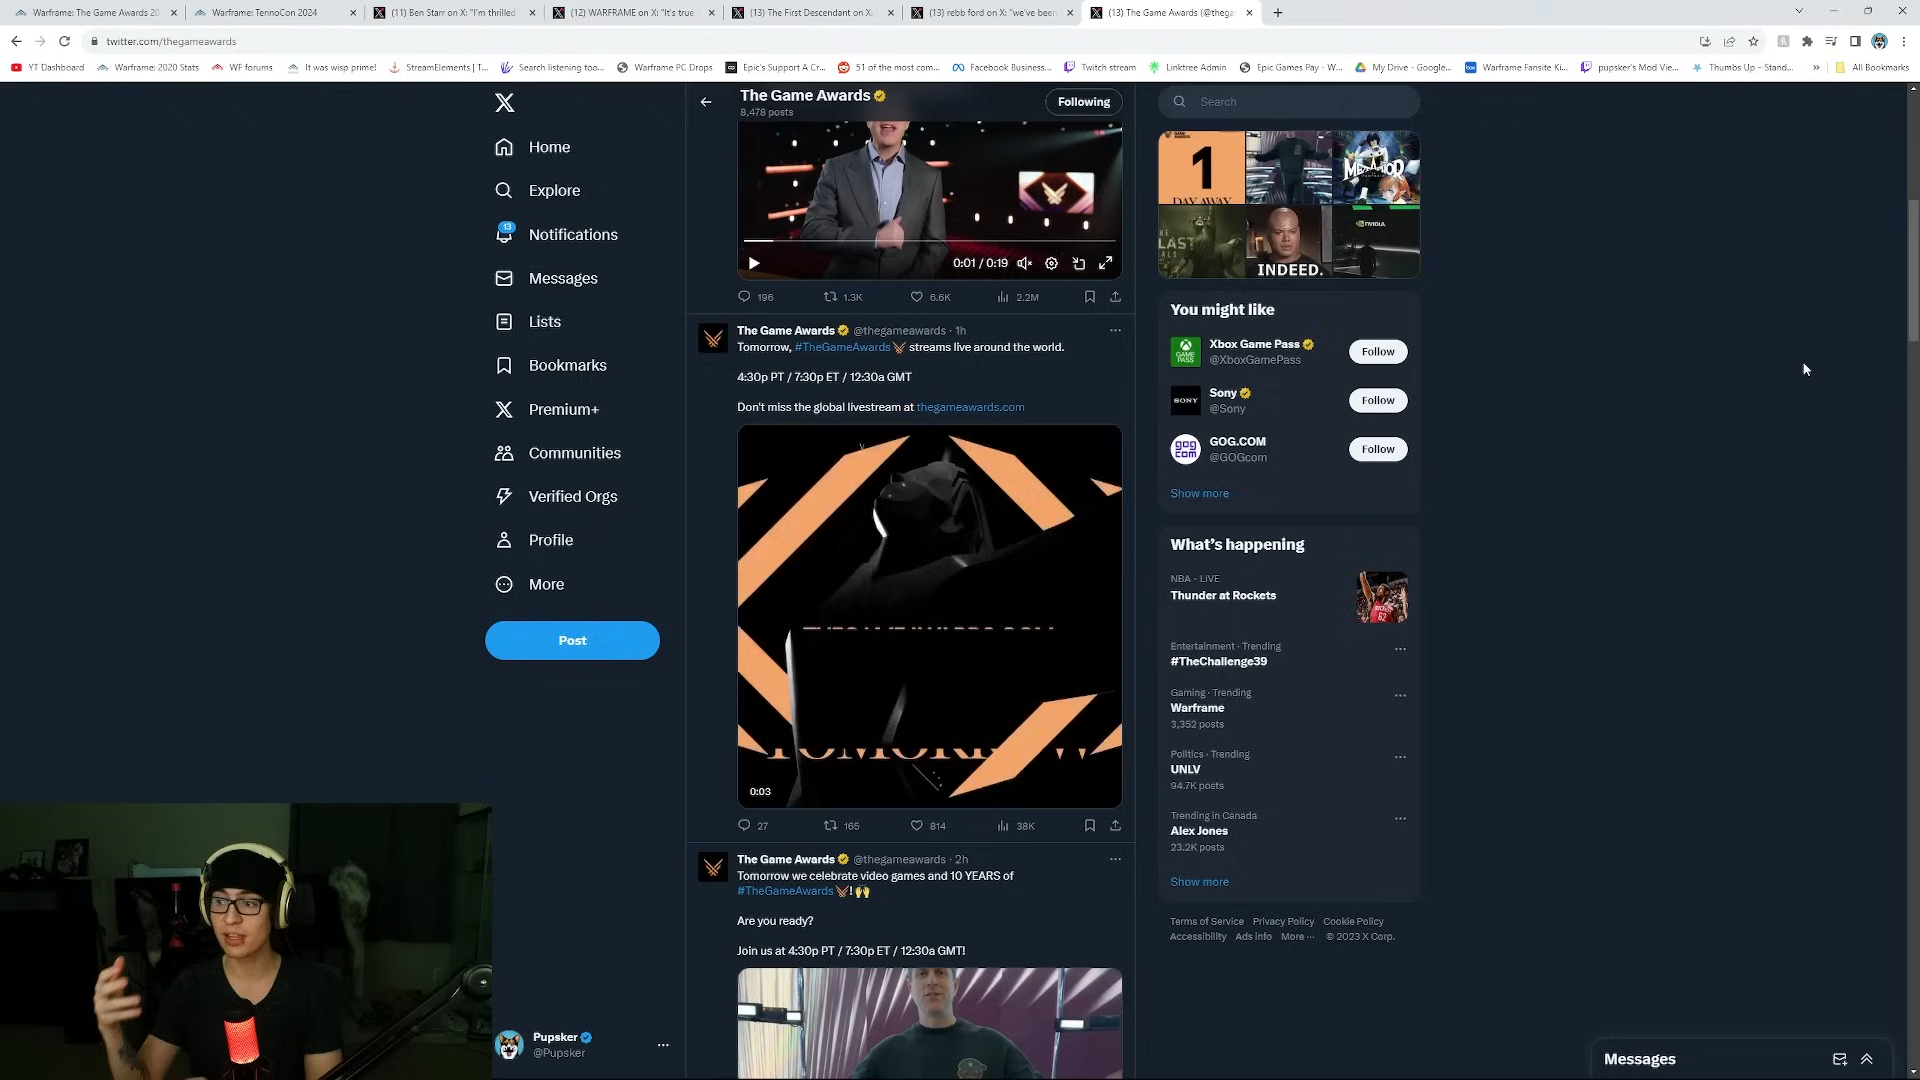 Warframe: The Game Awards 20
Warframe: TennoCon 2024
(11) Ben Starr on X: "I'm thrilled
(12) WARFRAME on X: "It's true
(13) The First Descendant on X:
(13) rebb ford on X: "we've been
(13) The Game Awards (@thega
twitter.com/thegameawards
YT Dashboard
Warframe: 2020 Stats
WF forums
It was wisp prime!
StreamElements | T...
Search listening too...
Warframe PC Drops
Epic's Support A Cr...
51 of the most com...
Facebook Business...
Twitch stream
Linktree Admin
Epic Games Pay - W...
My Drive - Google...
Warframe Fansite Ki...
pupsker's Mod Vie...
Thumbs Up – Stand...
All Bookmarks
Home
Explore
13
Notifications
Messages
Lists
Bookmarks
Premium+
Communities
Verified Orgs
Profile
More
Post
Pupsker
@Pupsker
The Game Awards
8,478 posts
Following
0:01 / 0:19
196
1.3K
6.6K
2.2M
The Game Awards @thegameawards · 1h
Tomorrow, #TheGameAwards streams live around the world.
4:30p PT / 7:30p ET / 12:30a GMT
Don't miss the global livestream at thegameawards.com
TOMORROW
0:03
27
165
814
38K
The Game Awards @thegameawards · 2h
Tomorrow we celebrate video games and 10 YEARS of
#TheGameAwards ! 🙌
Are you ready?
Join us at 4:30p PT / 7:30p ET / 12:30a GMT!
Search
1
DAY AWAY
METAPHOR
NVIDIA
INDEED.
You might like
Xbox Game Pass
@XboxGamePass
Follow
Sony
@Sony
Follow
GOG.COM
@GOGcom
Follow
Show more
What's happening
NBA · LIVE
Thunder at Rockets
Entertainment · Trending
#TheChallenge39
Gaming · Trending
Warframe
3,352 posts
Politics · Trending
UNLV
94.7K posts
Trending in Canada
Alex Jones
23.2K posts
Show more
Terms of Service Privacy Policy Cookie Policy
Accessibility Ads info More ··· © 2023 X Corp.
Messages